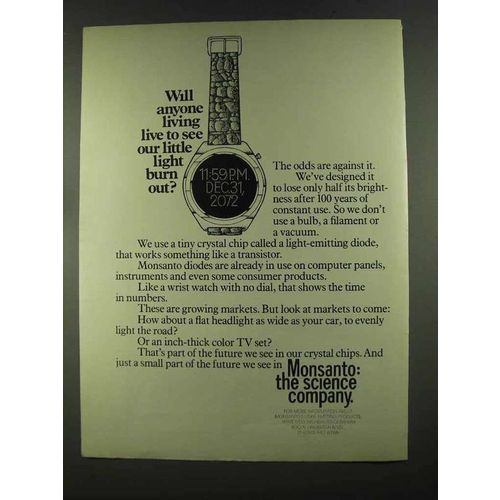 Will
anyone
living
live to see
our little
light
burn
out?
11:59 P.M.
DEC. 31,
2072
The odds are against it.
We've designed it
to lose only half its bright-
ness after 100 years of
constant use. So we don't
use a bulb, a filament or
a vacuum.
We use a tiny crystal chip called a light-emitting diode,
that works something like a transistor.
Monsanto diodes are already in use on computer panels,
instruments and even some consumer products.
Like a wrist watch with no dial, that shows the time
in numbers.
These are growing markets. But look at markets to come:
How about a flat headlight as wide as your car, to evenly
light the road?
Or an inch-thick color TV set?
That's part of the future we see in our crystal chips. And
just a small part of the future we see in
Monsanto:
the science
company.
FOR MORE INFORMATION ABOUT